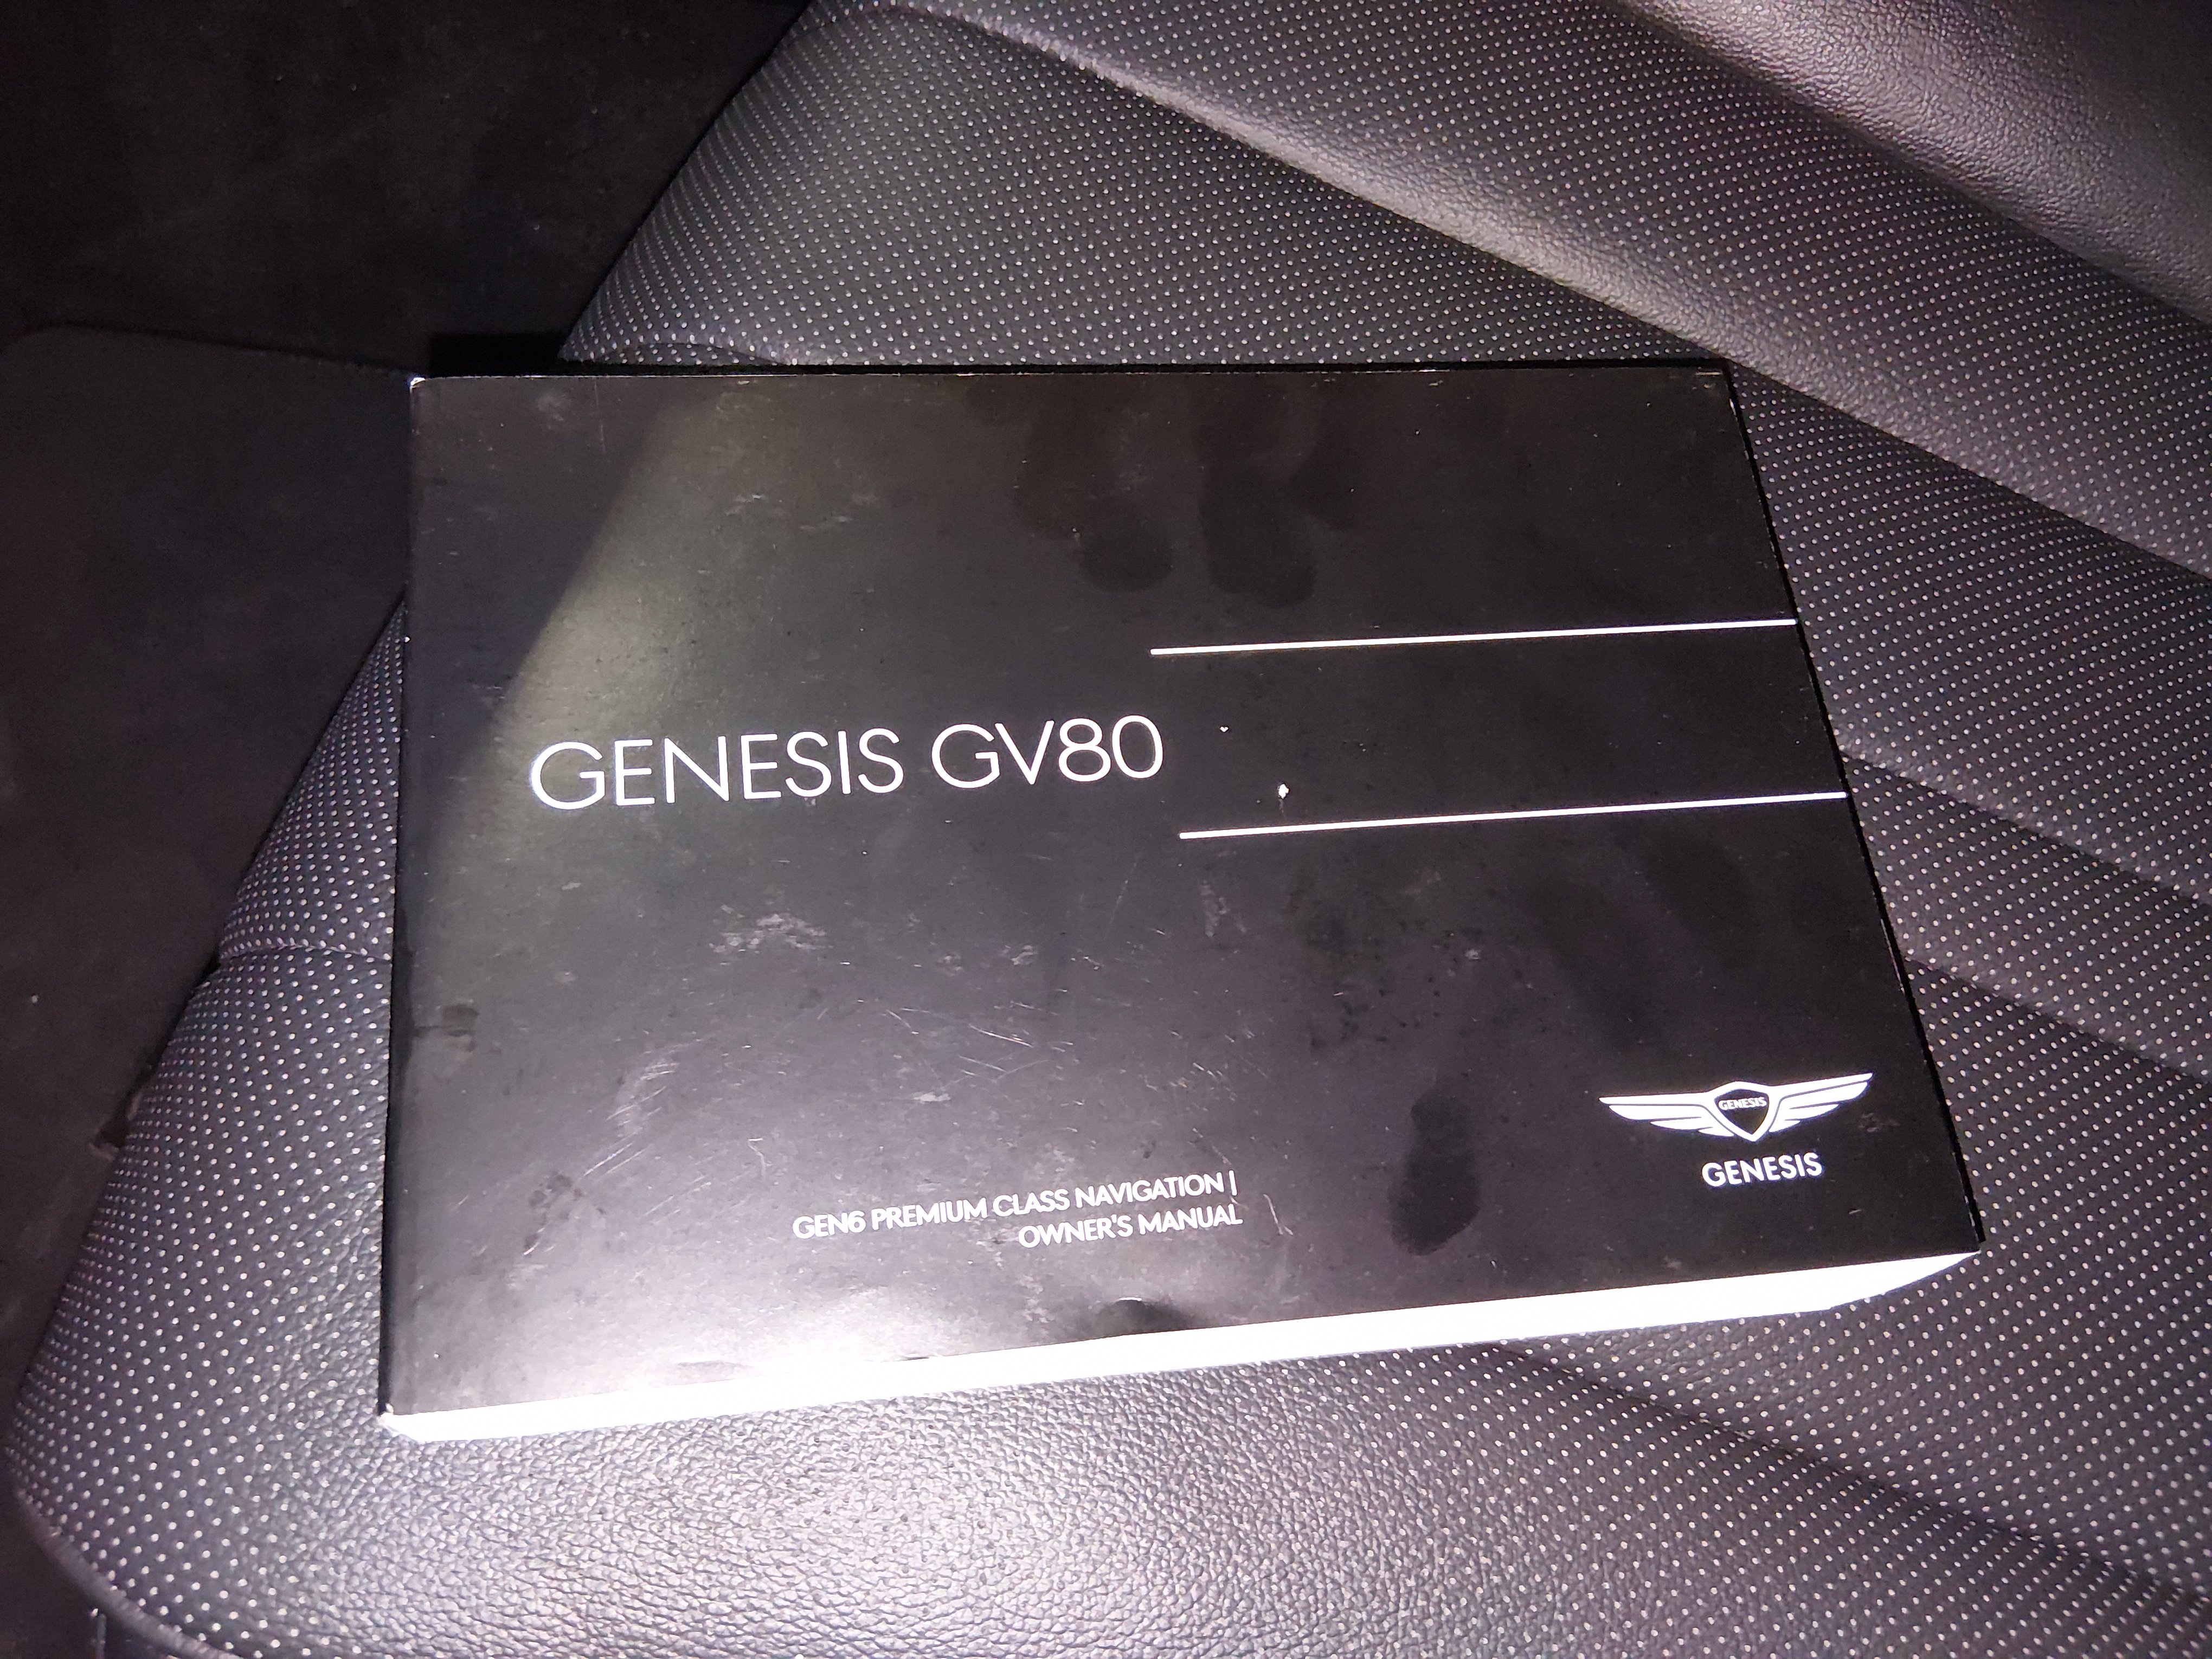 GENESIS GV80
GENESIS
GENESIS
GEN6 PREMIUM CLASS NAVIGATION |
OWNER'S MANUAL